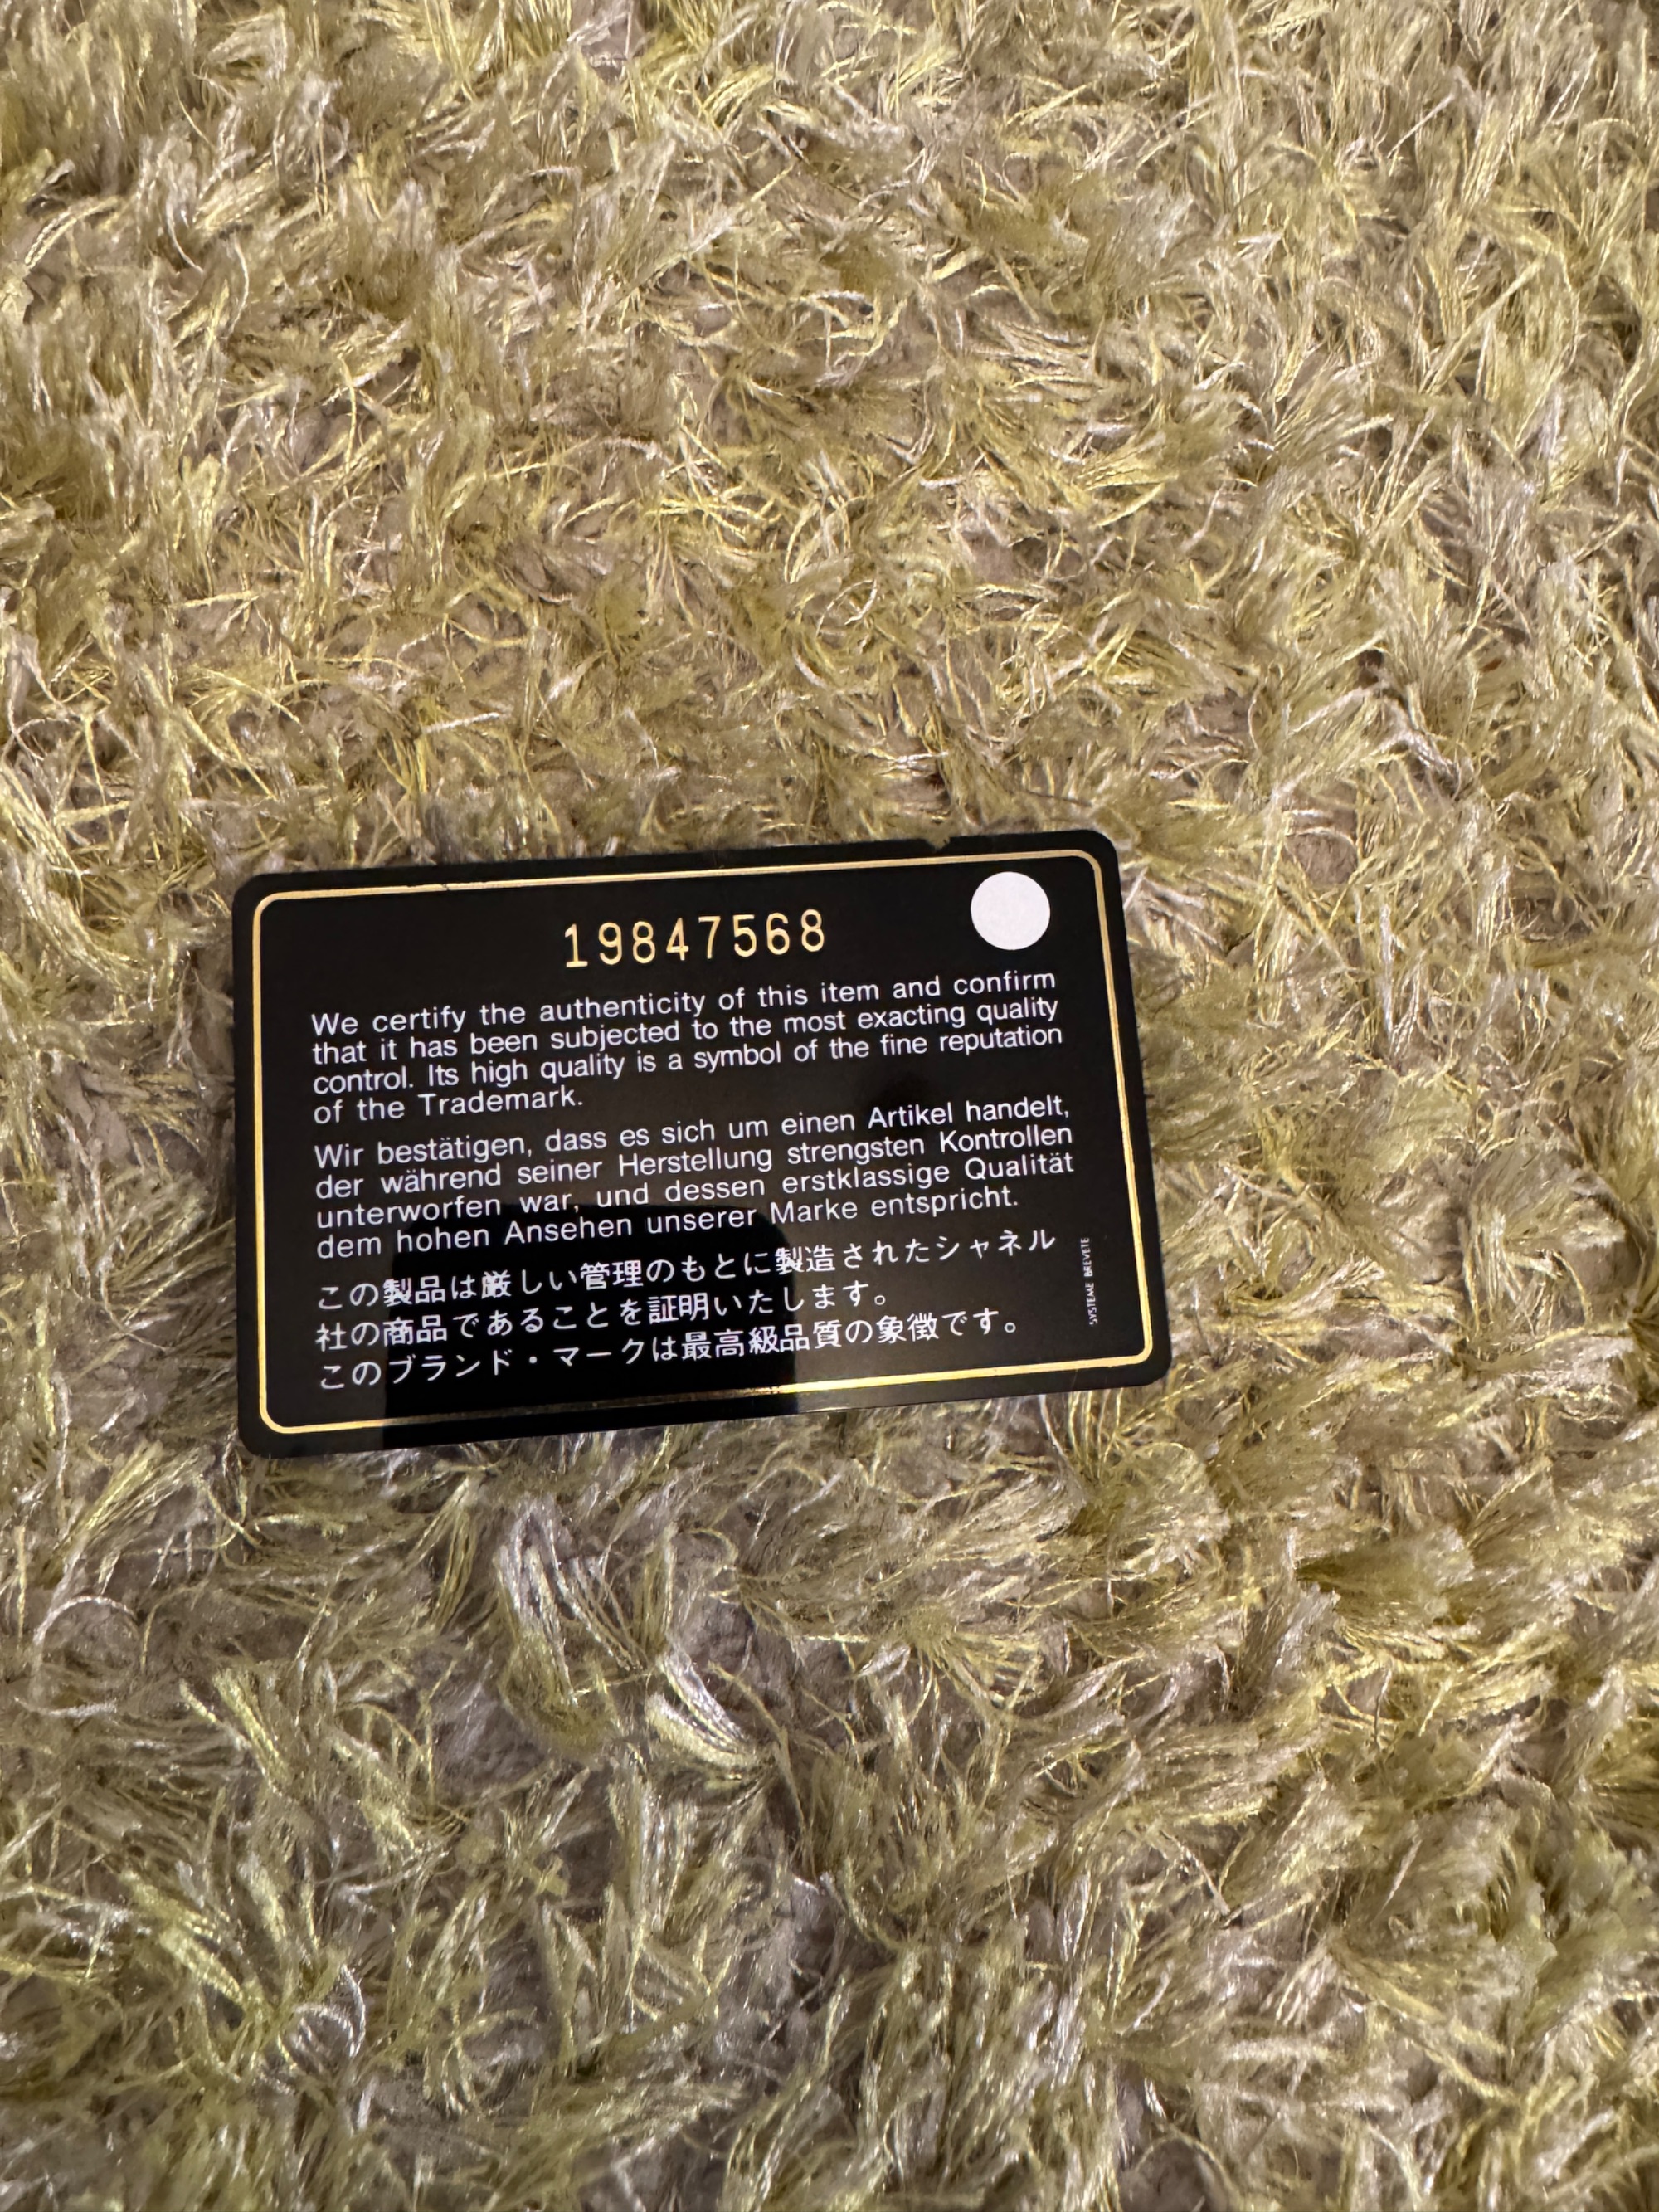 19847568
We certify the authenticity of this item and confirm
that it has been subjected to the most exacting quality
control. Its high quality is a symbol of the fine reputation
of the Trademark.
Wir bestätigen, dass es sich um einen Artikel handelt,
der während seiner Herstellung strengsten Kontrollen
unterworfen war, und dessen erstklassige Qualität
dem hohen Ansehen unserer Marke entspricht.
この製品は厳しい管理のもとに製造されたシャネル
社の商品であることを証明いたします。
このブランド・マークは最高級品質の象徴です。
SYSTEME BREVETE